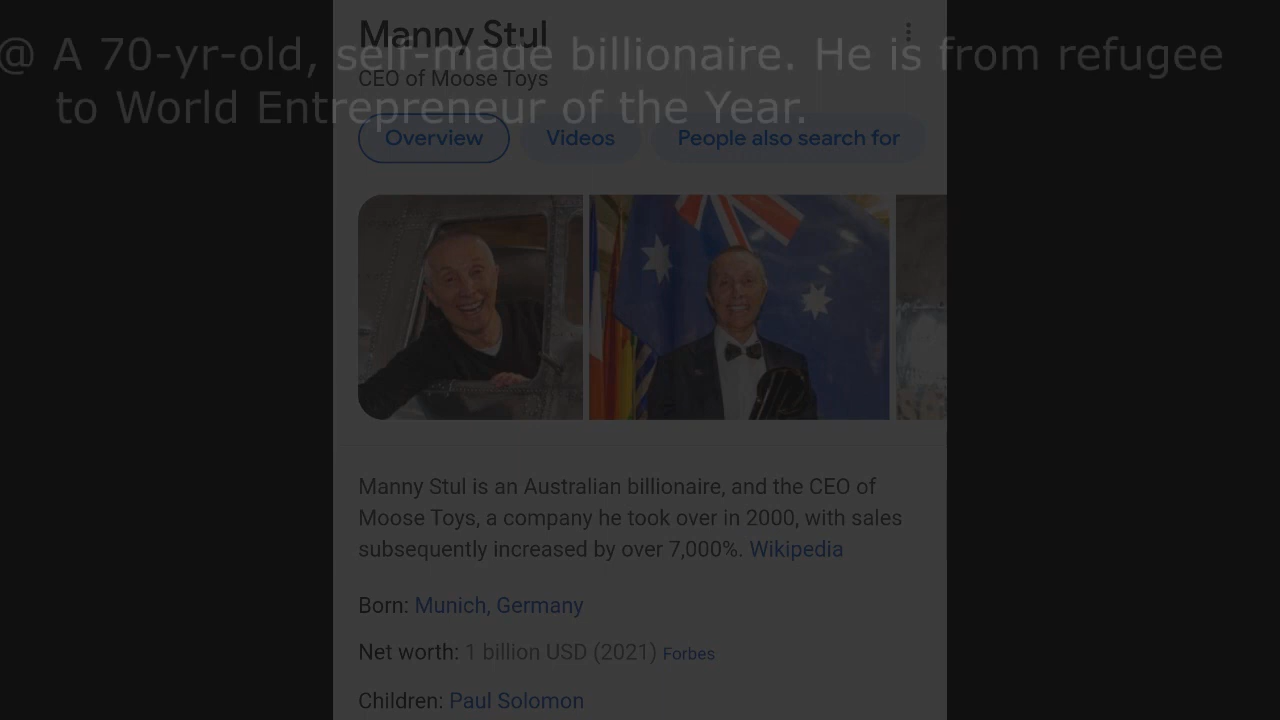 Manny Stul
@ A 70-yr-old, self-made billionaire. He is from refugee
CEO of Moose Toys
to World Entrepreneur of the Year.
Overview Videos People also search for
Manny Stul is an Australian billionaire, and the CEO of
Moose Toys, a company he took over in 2000, with sales
subsequently increased by over 7,000%. Wikipedia
Born: Munich, Germany
Net worth: 1 billion USD (2021) Forbes
Children: Paul Solomon